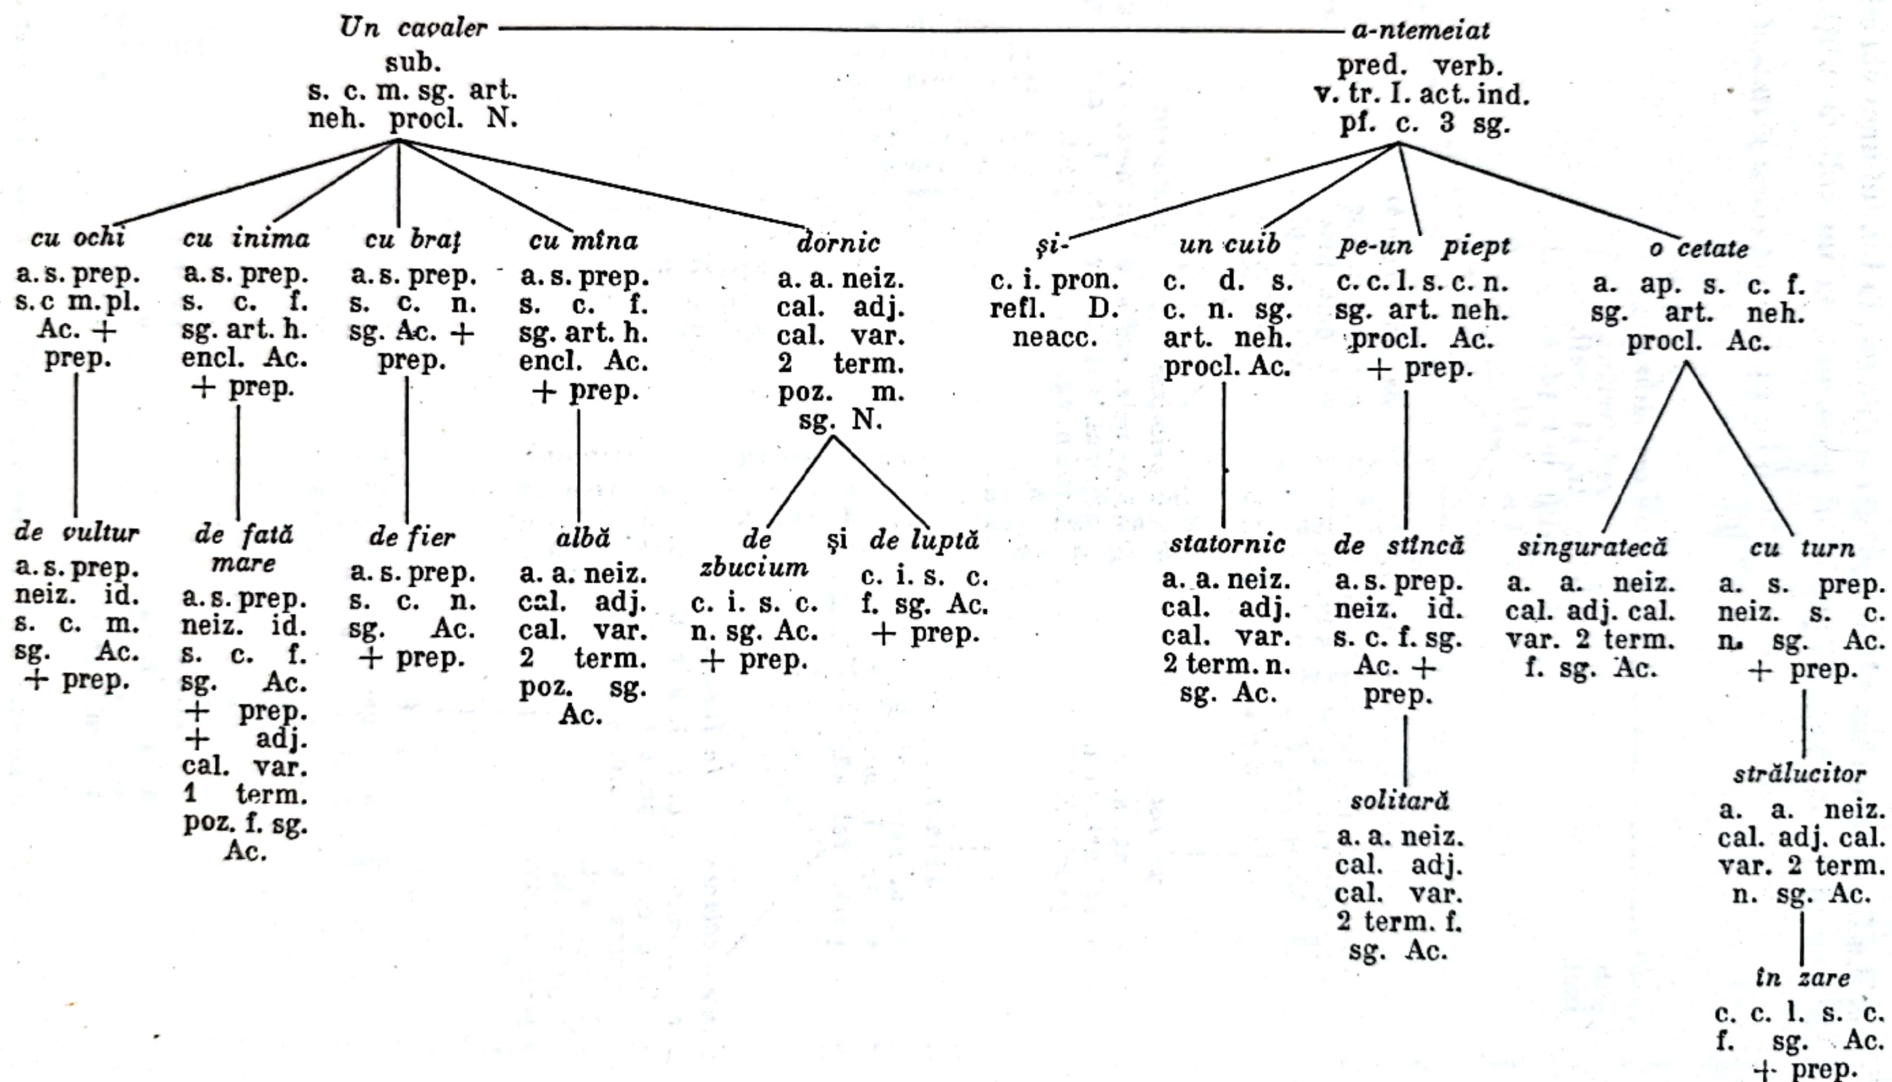 Un cavaler
sub.
s. c. m. sg. art.
neh. procl. N.
a-ntemeiat
pred. verb.
v. tr. I. act. ind.
pf. c. 3 sg.
cu ochi
a. s. prep.
s. c m. pl.
Ac. +
prep.
cu inima
a. s. prep.
s. c. f.
sg. art. h.
encl. Ac.
+ prep.
cu braț
a. s. prep.
s. c. n.
sg. Ac. +
prep.
cu mîna
a. s. prep.
s. c. f.
sg. art. h.
encl. Ac.
+ prep.
dornic
a. a. neiz.
cal. adj.
cal. var.
2 term.
poz. m.
sg. N.
și-
c. i. pron.
refl. D.
neacc.
un cuib
c. d. s.
c. n. sg.
art. neh.
procl. Ac.
pe-un piept
c. c. l. s. c. n.
sg. art. neh.
procl. Ac.
+ prep.
o cetate
a. ap. s. c. f.
sg. art. neh.
procl. Ac.
de vultur
a. s. prep.
neiz. id.
s. c. m.
sg. Ac.
+ prep.
de fată
mare
a. s. prep.
neiz. id.
s. c. f.
sg. Ac.
+ prep.
+ adj.
cal. var.
1 term.
poz. f. sg.
Ac.
de fier
a. s. prep.
s. c. n.
sg. Ac.
+ prep.
albă
a. a. neiz.
cal. adj.
cal. var.
2 term.
poz. sg.
Ac.
de
zbucium
c. i. s. c.
n. sg. Ac.
+ prep.
și de luptă
c. i. s. c.
f. sg. Ac.
+ prep.
statornic
a. a. neiz.
cal. adj.
cal. var.
2 term. n.
sg. Ac.
de stîncă
a. s. prep.
neiz. id.
s. c. f. sg.
Ac. +
prep.
singuratecă
a. a. neiz.
cal. adj. cal.
var. 2 term.
f. sg. Ac.
cu turn
a. s. prep.
neiz. s. c.
n. sg. Ac.
+ prep.
solitară
a. a. neiz.
cal. adj.
cal. var.
2 term. f.
sg. Ac.
strălucitor
a. a. neiz.
cal. adj. cal.
var. 2 term.
n. sg. Ac.
în zare
c. c. l. s. c.
f. sg. Ac.
+ prep.